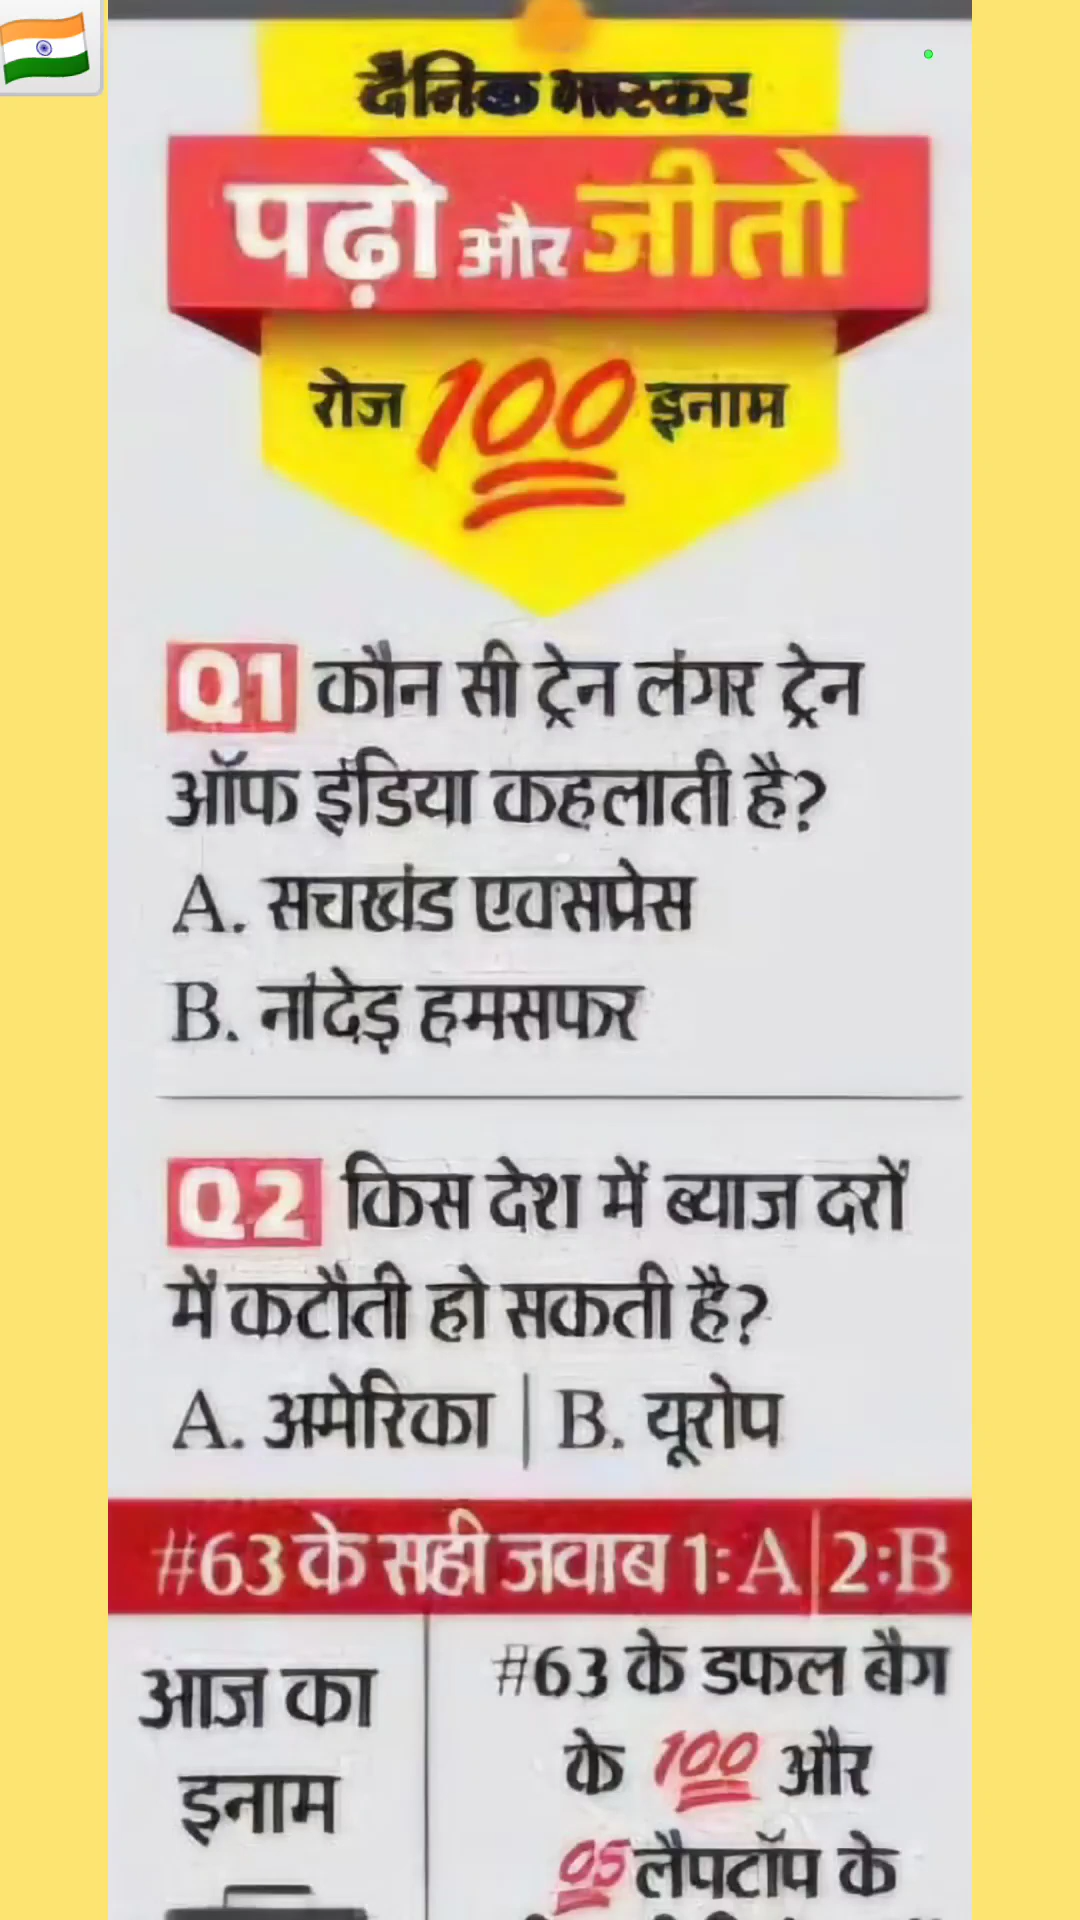 दैनिक भास्कर
पढ़ो और जीतो
रोज 100 इनाम
Q1 कौन सी ट्रेन लंगर ट्रेन
ऑफ इंडिया कहलाती है?
A. सचखंड एक्सप्रेस
B. नांदेड़ हमसफर
Q2 किस देश में ब्याज दरों
में कटौती हो सकती है?
A. अमेरिका | B. यूरोप
#63 के सही जवाब 1: A | 2:B
आज का
इनाम
#63 के डफल बैग
के 100 और
05 लैपटॉप के